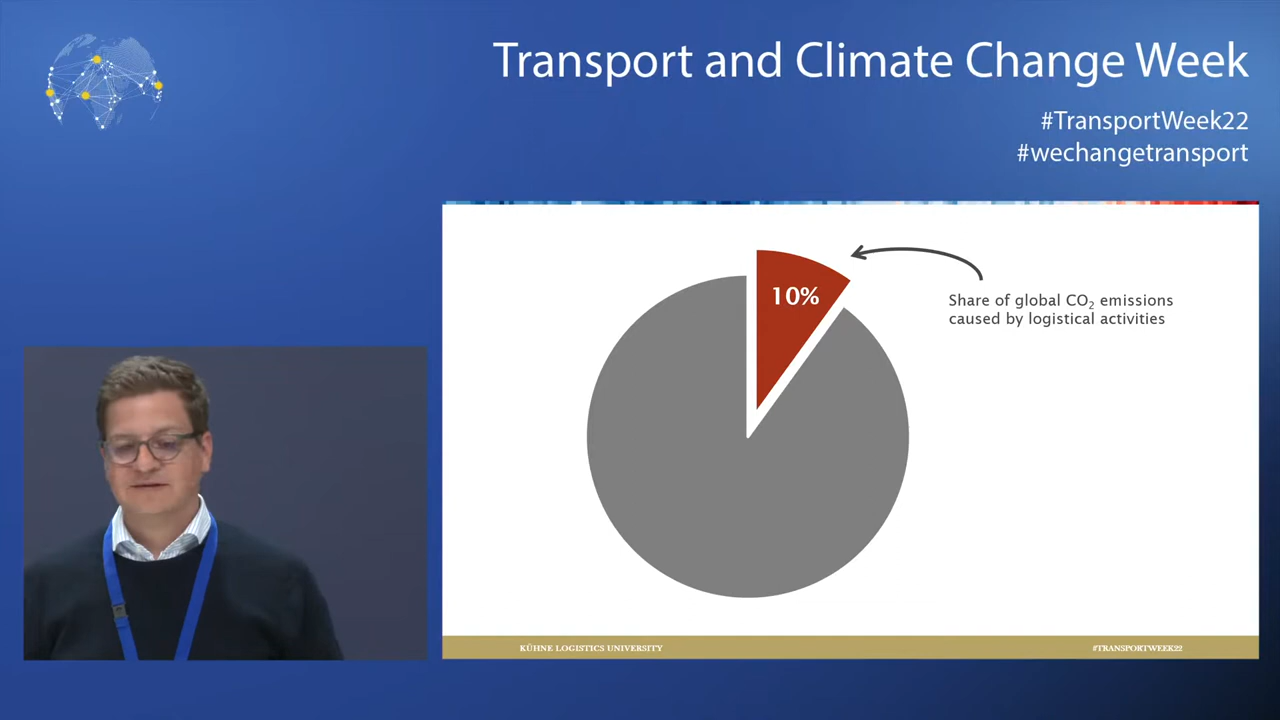 Transport and Climate Change Week
#TransportWeek22
#wechangetransport
10%
Share of global CO₂ emissions
caused by logistical activities
KÜHNE LOGISTICS UNIVERSITY
#TRANSPORTWEEK22